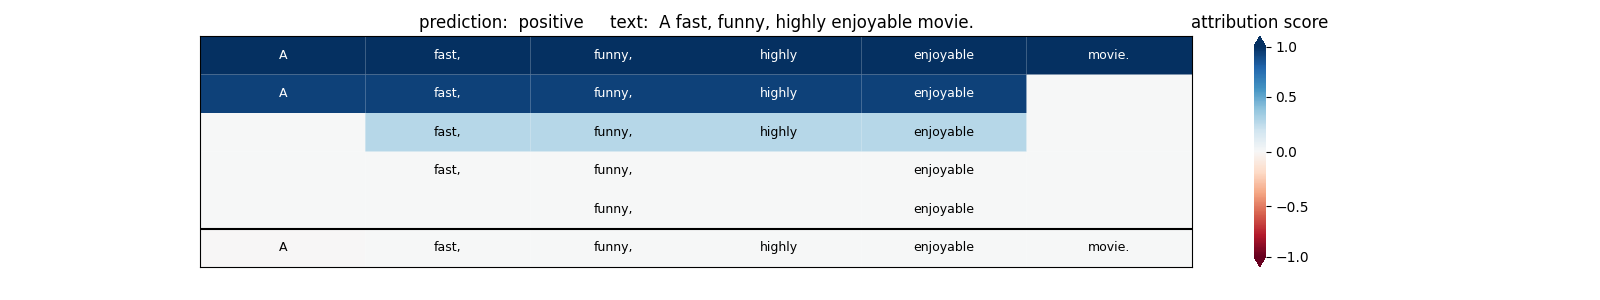 prediction:  positive     text:  A fast, funny, highly enjoyable movie.
attribution score
A fast, funny, highly enjoyable movie.
A fast, funny, highly enjoyable
fast, funny, highly enjoyable
fast, funny, enjoyable
funny, enjoyable
A fast, funny, highly enjoyable movie.
1.0
0.5
0.0
−0.5
−1.0